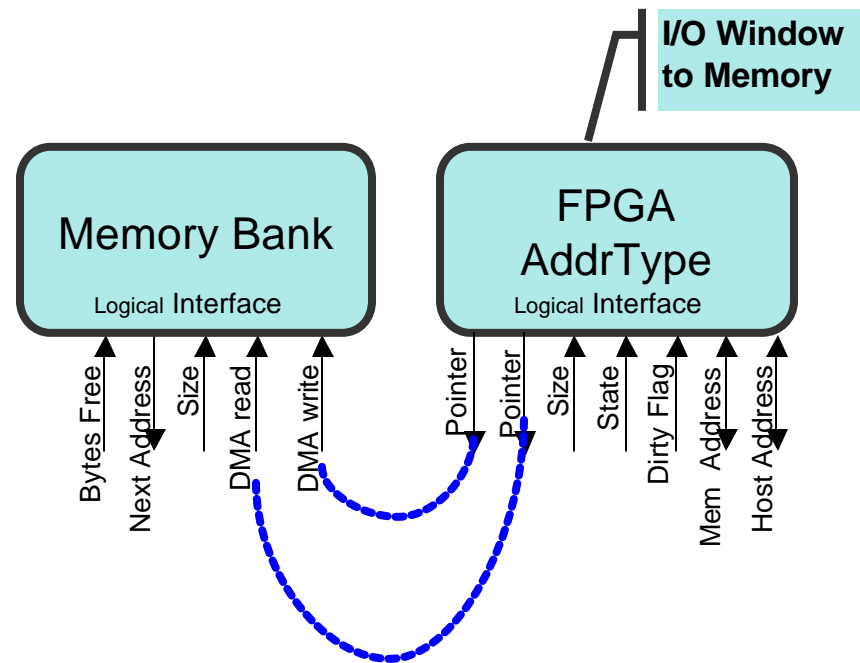 I/O Window
to Memory
Memory Bank
Logical Interface
FPGA
AddrType
Logical Interface
Bytes Free
Next Address
Size
DMA read
DMA write
Pointer
Pointer
Size
State
Dirty Flag
Mem Address
Host Address